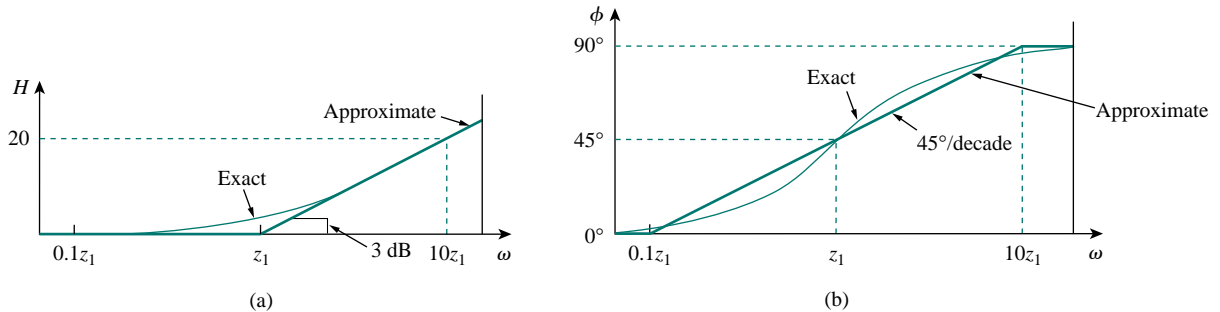 H
20
Approximate
Exact
3 dB
0.1z₁
z₁
10z₁
ω
(a)
ϕ
90°
45°
0°
Exact
Approximate
45°/decade
0.1z₁
z₁
10z₁
ω
(b)